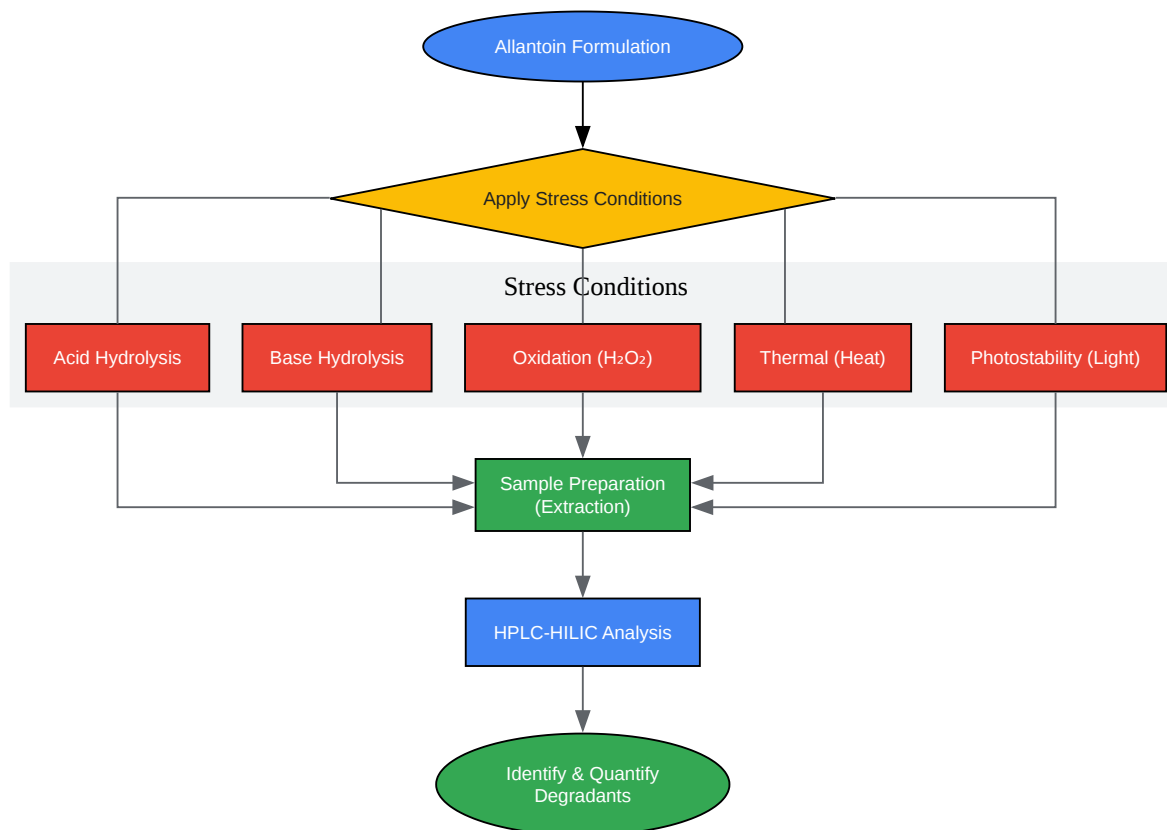 Allantoin Formulation
Apply Stress Conditions
Stress Conditions
Acid Hydrolysis
Base Hydrolysis
Oxidation (H₂O₂)
Thermal (Heat)
Photostability (Light)
Sample Preparation
(Extraction)
HPLC-HILIC Analysis
Identify & Quantify
Degradants